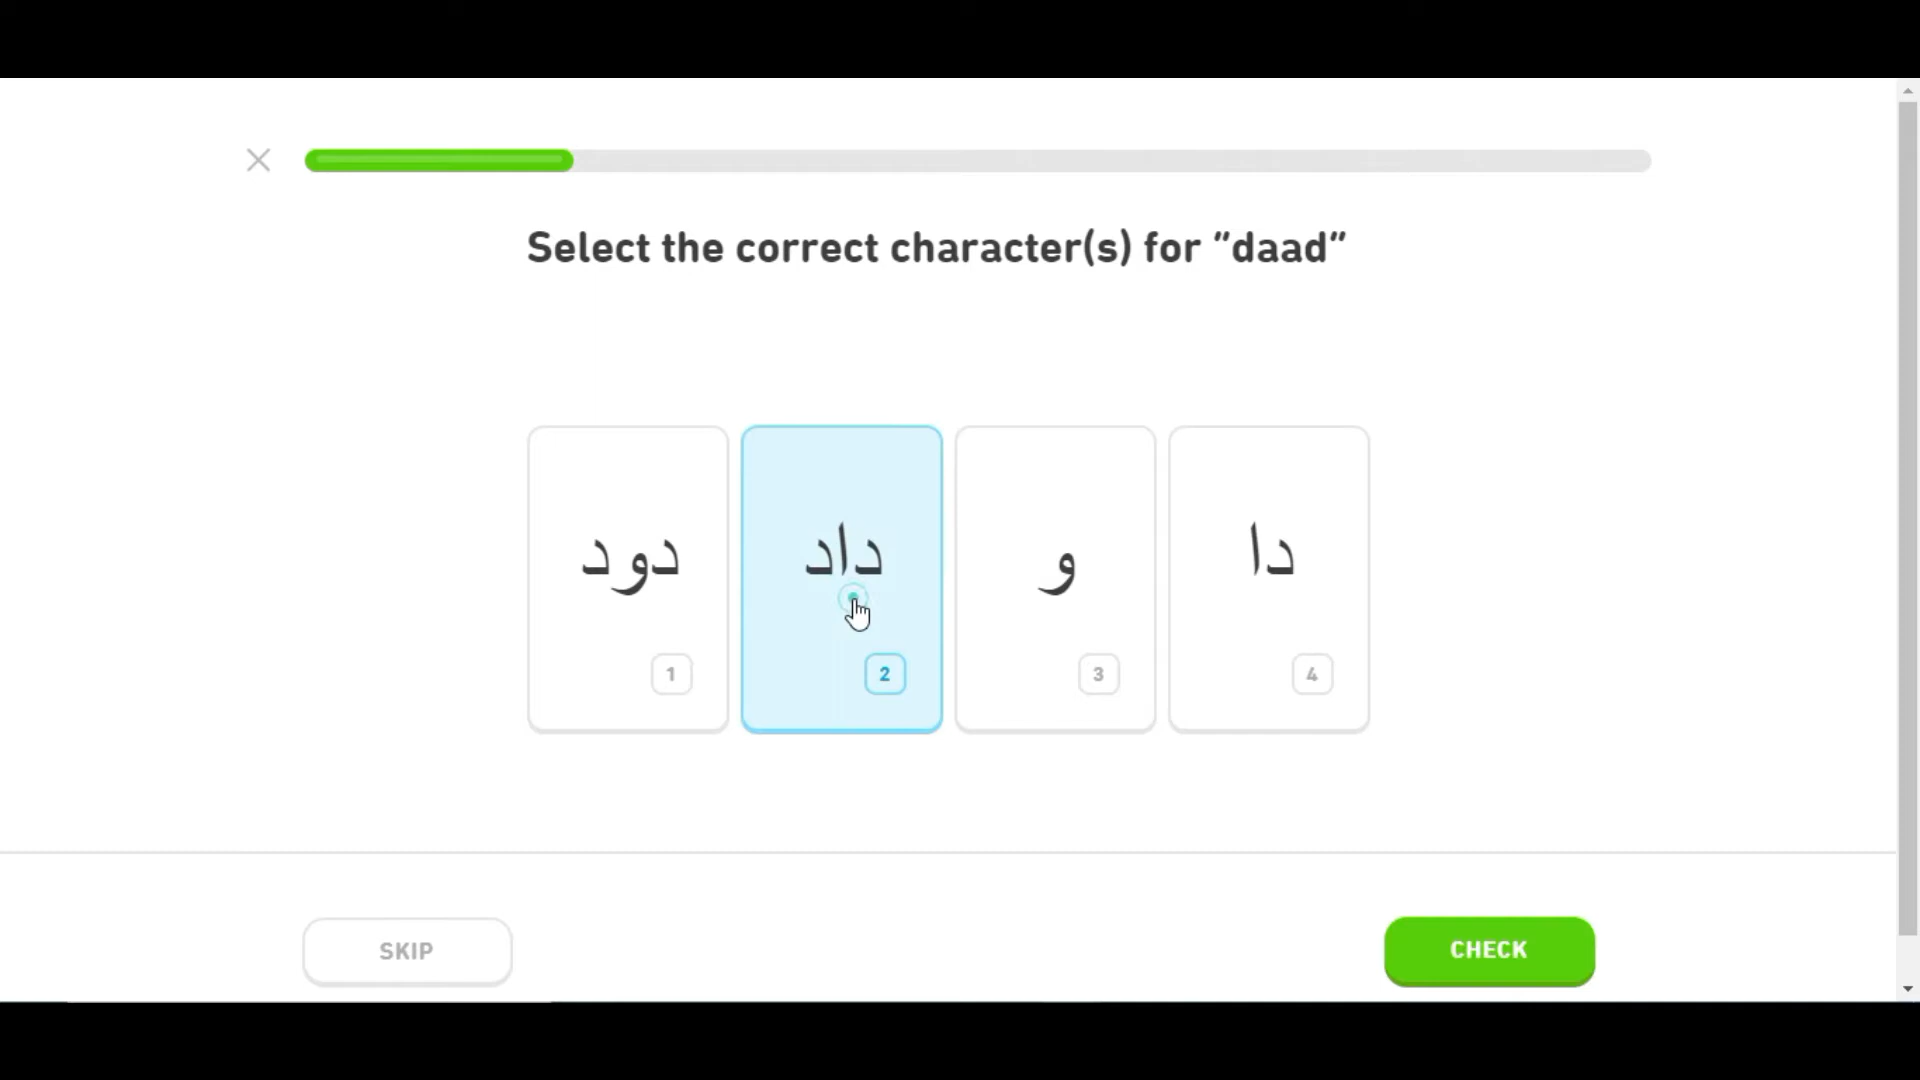 Select the correct character(s) for "daad"
دود
داد
و
دا
1
2
3
4
SKIP
CHECK